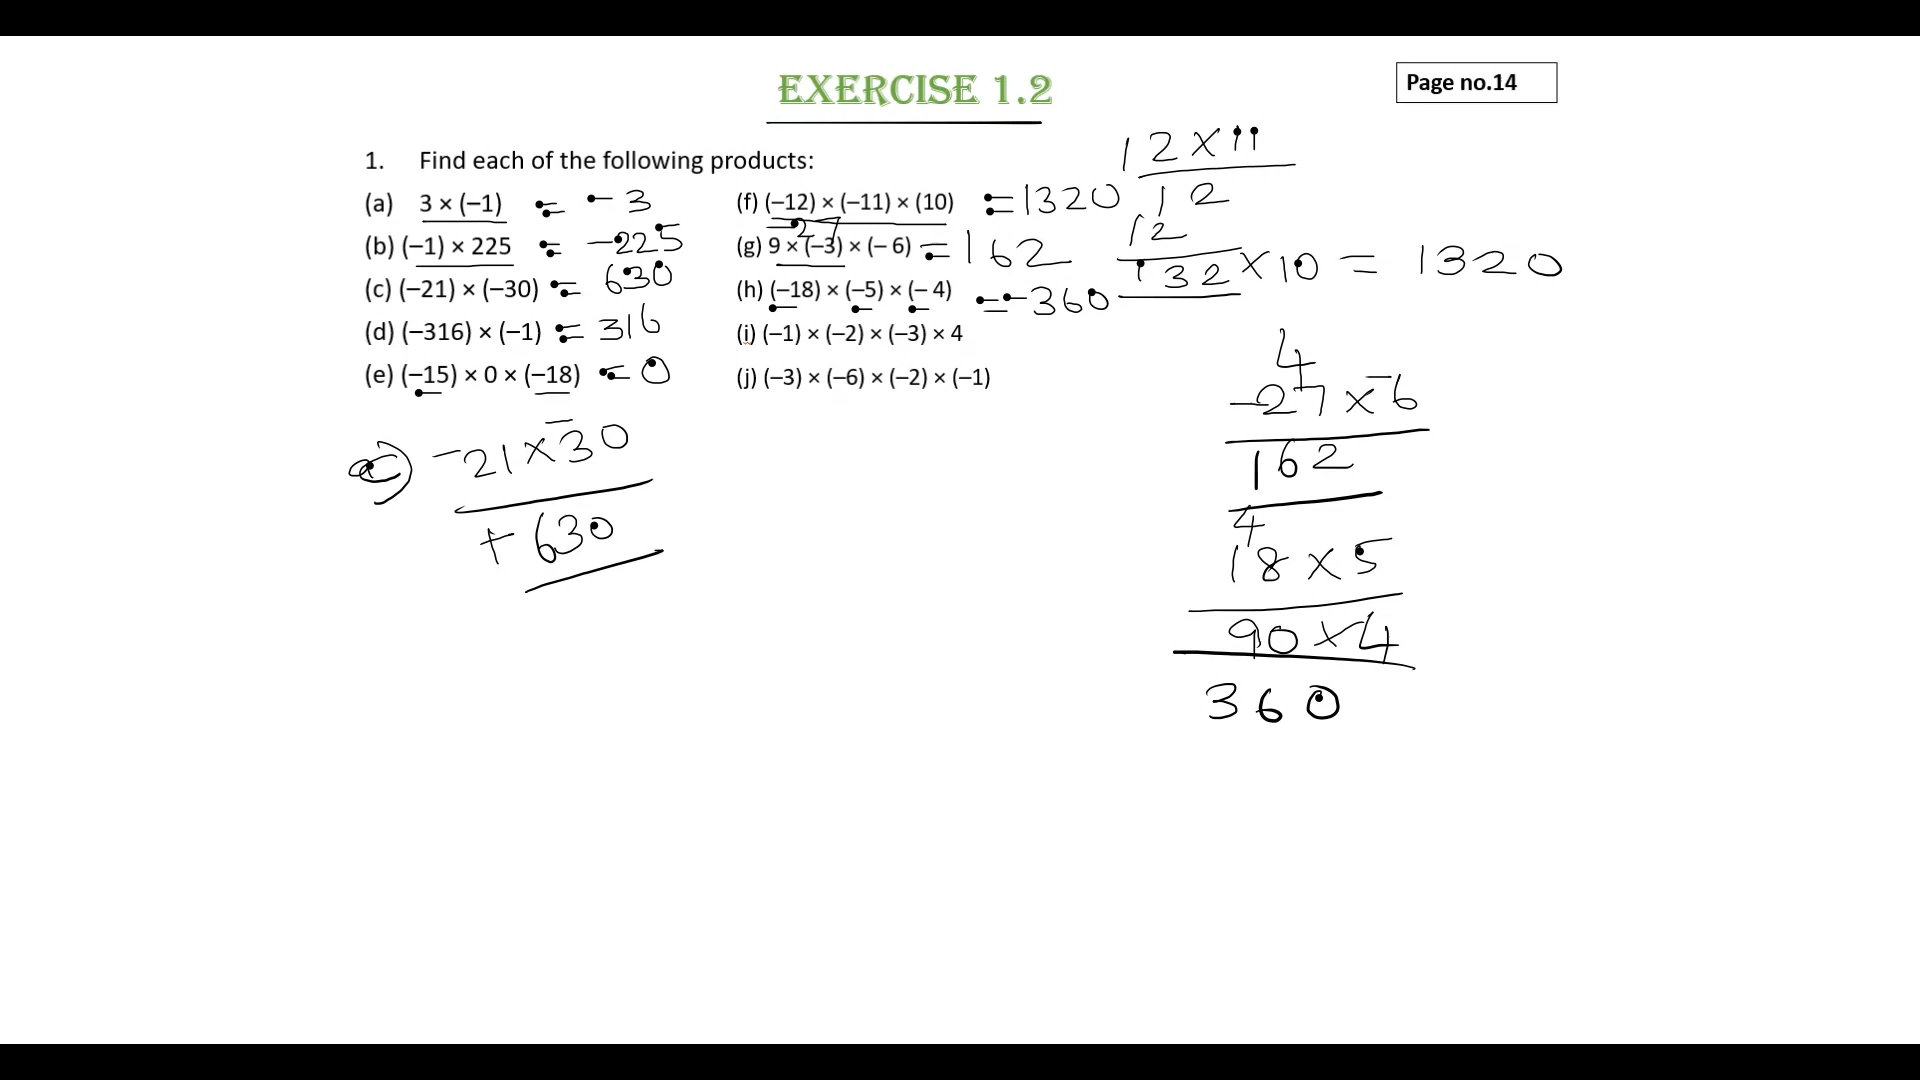 EXERCISE 1.2
Page no.14
1. Find each of the following products:
(a) 3 × (–1) = - 3
(b) (–1) × 225 = -225
(c) (–21) × (–30) = 630
(d) (–316) × (–1) = 316
(e) (–15) × 0 × (–18) = 0
(f) (–12) × (–11) × (10) = 1320
-27
(g) 9 × (–3) × (– 6) = 162
(h) (–18) × (–5) × (– 4) = -360
(i) (–1) × (–2) × (–3) × 4
(j) (–3) × (–6) × (–2) × (–1)
12 × 11
12
12
132 × 10 = 1320
4
-27 × -6
162
4
18 × 5
90 × 4
360
c) -21 × -30
+ 630